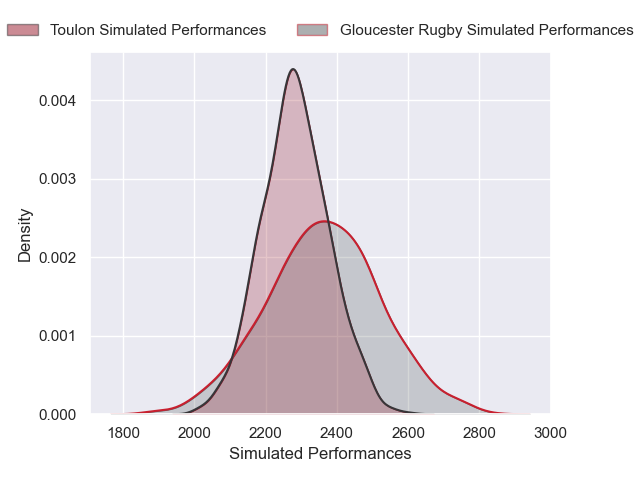 Toulon Simulated Performances Gloucester Rugby Simulated Performances
0.004
0.003
0.002
0.001
0.000
Density
1800 2000 2200 2400 2600 2800 3000
Simulated Performances